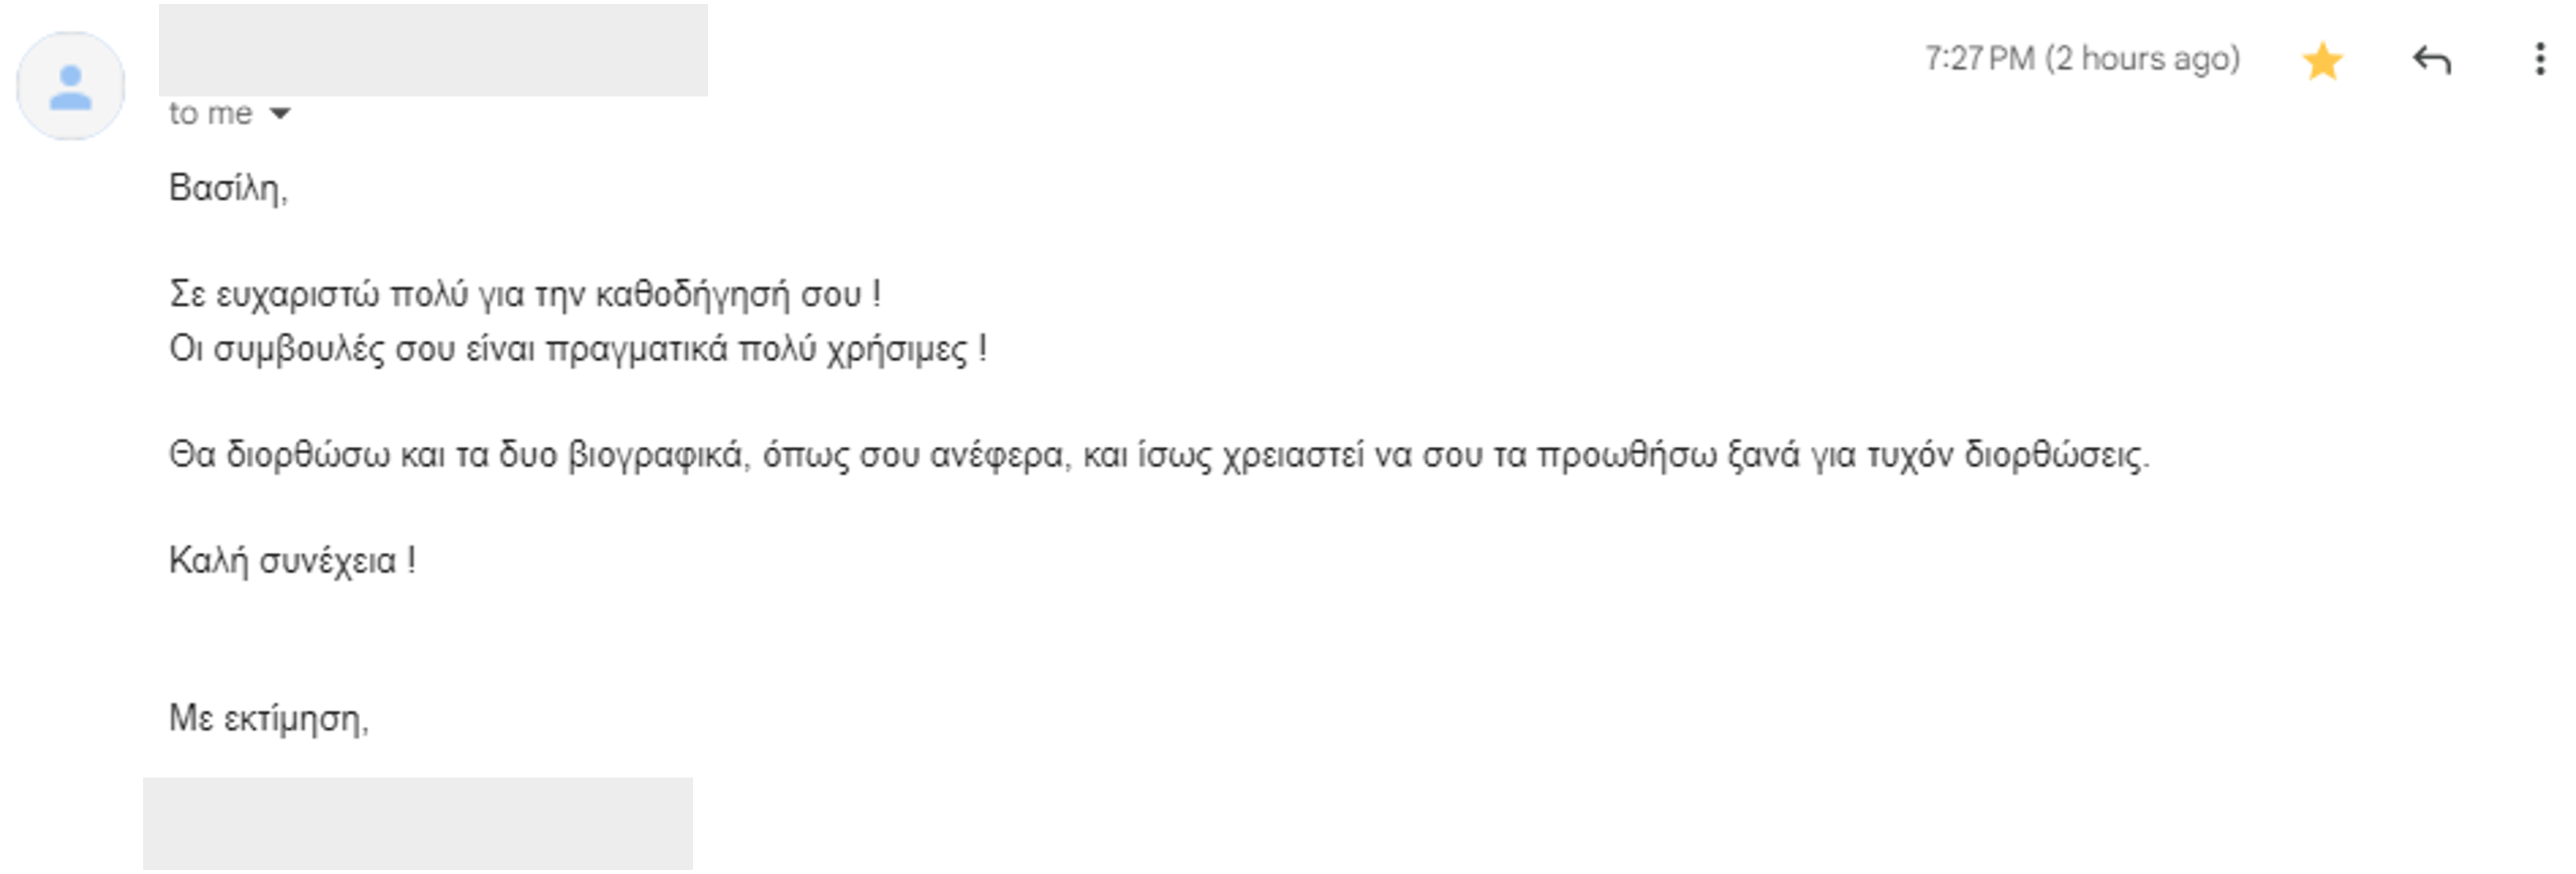 7:27 PM (2 hours ago)
to me
Βασίλη,
Σε ευχαριστώ πολύ για την καθοδήγησή σου !
Οι συμβουλές σου είναι πραγματικά πολύ χρήσιμες !
Θα διορθώσω και τα δυο βιογραφικά, όπως σου ανέφερα, και ίσως χρειαστεί να σου τα προωθήσω ξανά για τυχόν διορθώσεις.
Καλή συνέχεια !
Με εκτίμηση,